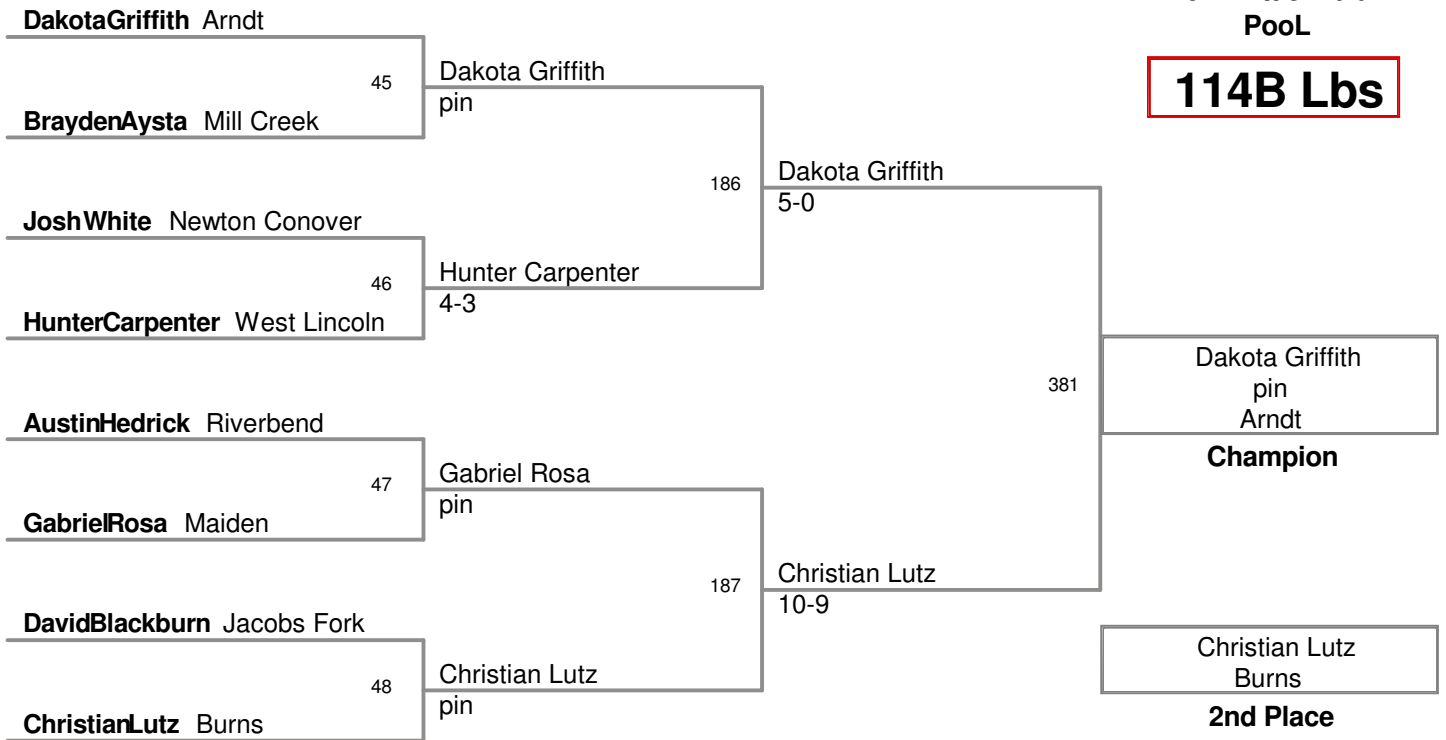 PooL
114B Lbs
DakotaGriffith Arndt
45
BraydenAysta Mill Creek
Dakota Griffith
pin
JoshWhite Newton Conover
46
HunterCarpenter West Lincoln
Hunter Carpenter
4-3
186
Dakota Griffith
5-0
AustinHedrick Riverbend
47
GabrielRosa Maiden
Gabriel Rosa
pin
DavidBlackburn Jacobs Fork
48
ChristianLutz Burns
Christian Lutz
pin
187
Christian Lutz
10-9
381
Dakota Griffith
pin
Arndt
Champion
Christian Lutz
Burns
2nd Place